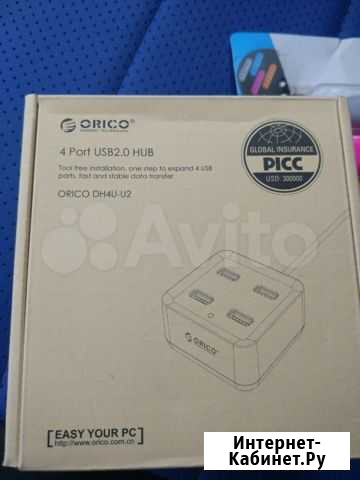 ORICO
4 Port USB2.0 HUB
Tool free installation, one step to expand 4 USB
ports, fast and stable data transfer
ORICO DH4U-U2
GLOBAL INSURANCE
PICC
USD: 300000
Avito
ORICO
[EASY YOUR PC]
http://www.orico.com.cn
Интернет-
Кабинет.Ру